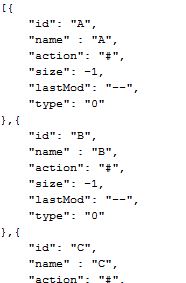 [{
"id": "A",
"name" : "A",
"action": "#",
"size": -1,
"lastMod": "--",
"type": "0"
},{
"id": "B",
"name" : "B",
"action": "#",
"size": -1,
"lastMod": "--",
"type": "0"
},{
"id": "C",
"name" : "C",
"action": "#".